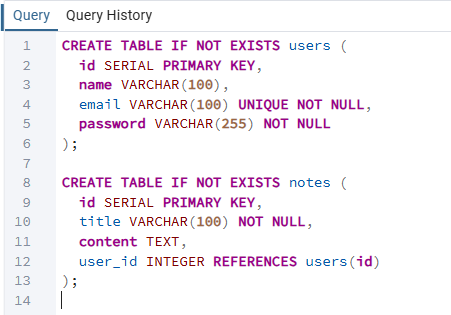 Query Query History
1 CREATE TABLE IF NOT EXISTS users (
2 id SERIAL PRIMARY KEY,
3 name VARCHAR(100),
4 email VARCHAR(100) UNIQUE NOT NULL,
5 password VARCHAR(255) NOT NULL
6 );
7
8 CREATE TABLE IF NOT EXISTS notes (
9 id SERIAL PRIMARY KEY,
10 title VARCHAR(100) NOT NULL,
11 content TEXT,
12 user_id INTEGER REFERENCES users(id)
13 );
14